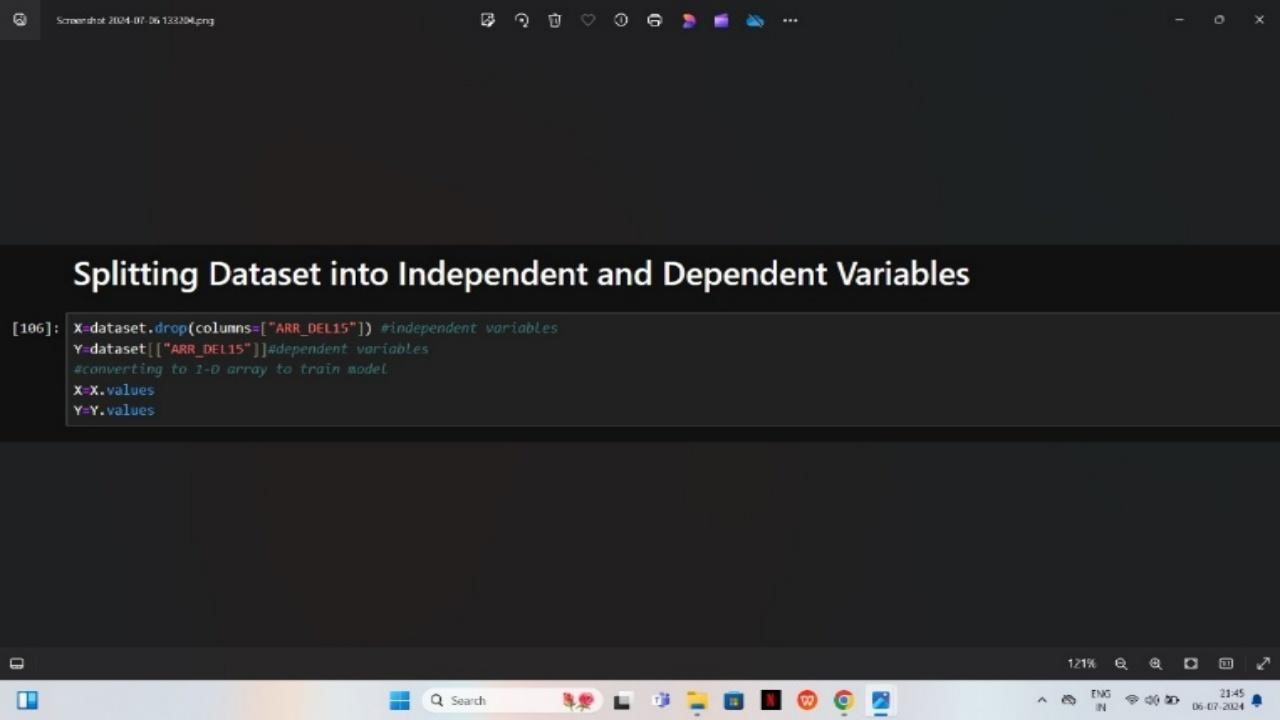 Screenshot 2024-07-06 133204.png
Splitting Dataset into Independent and Dependent Variables
[106]: X=dataset.drop(columns=["ARR_DEL15"]) #independent variables
Y=dataset[["ARR_DEL15"]]#dependent variables
#converting to 1-D array to train model
X=X.values
Y=Y.values
121%
Search
ENG
IN
21:45
06-07-2024